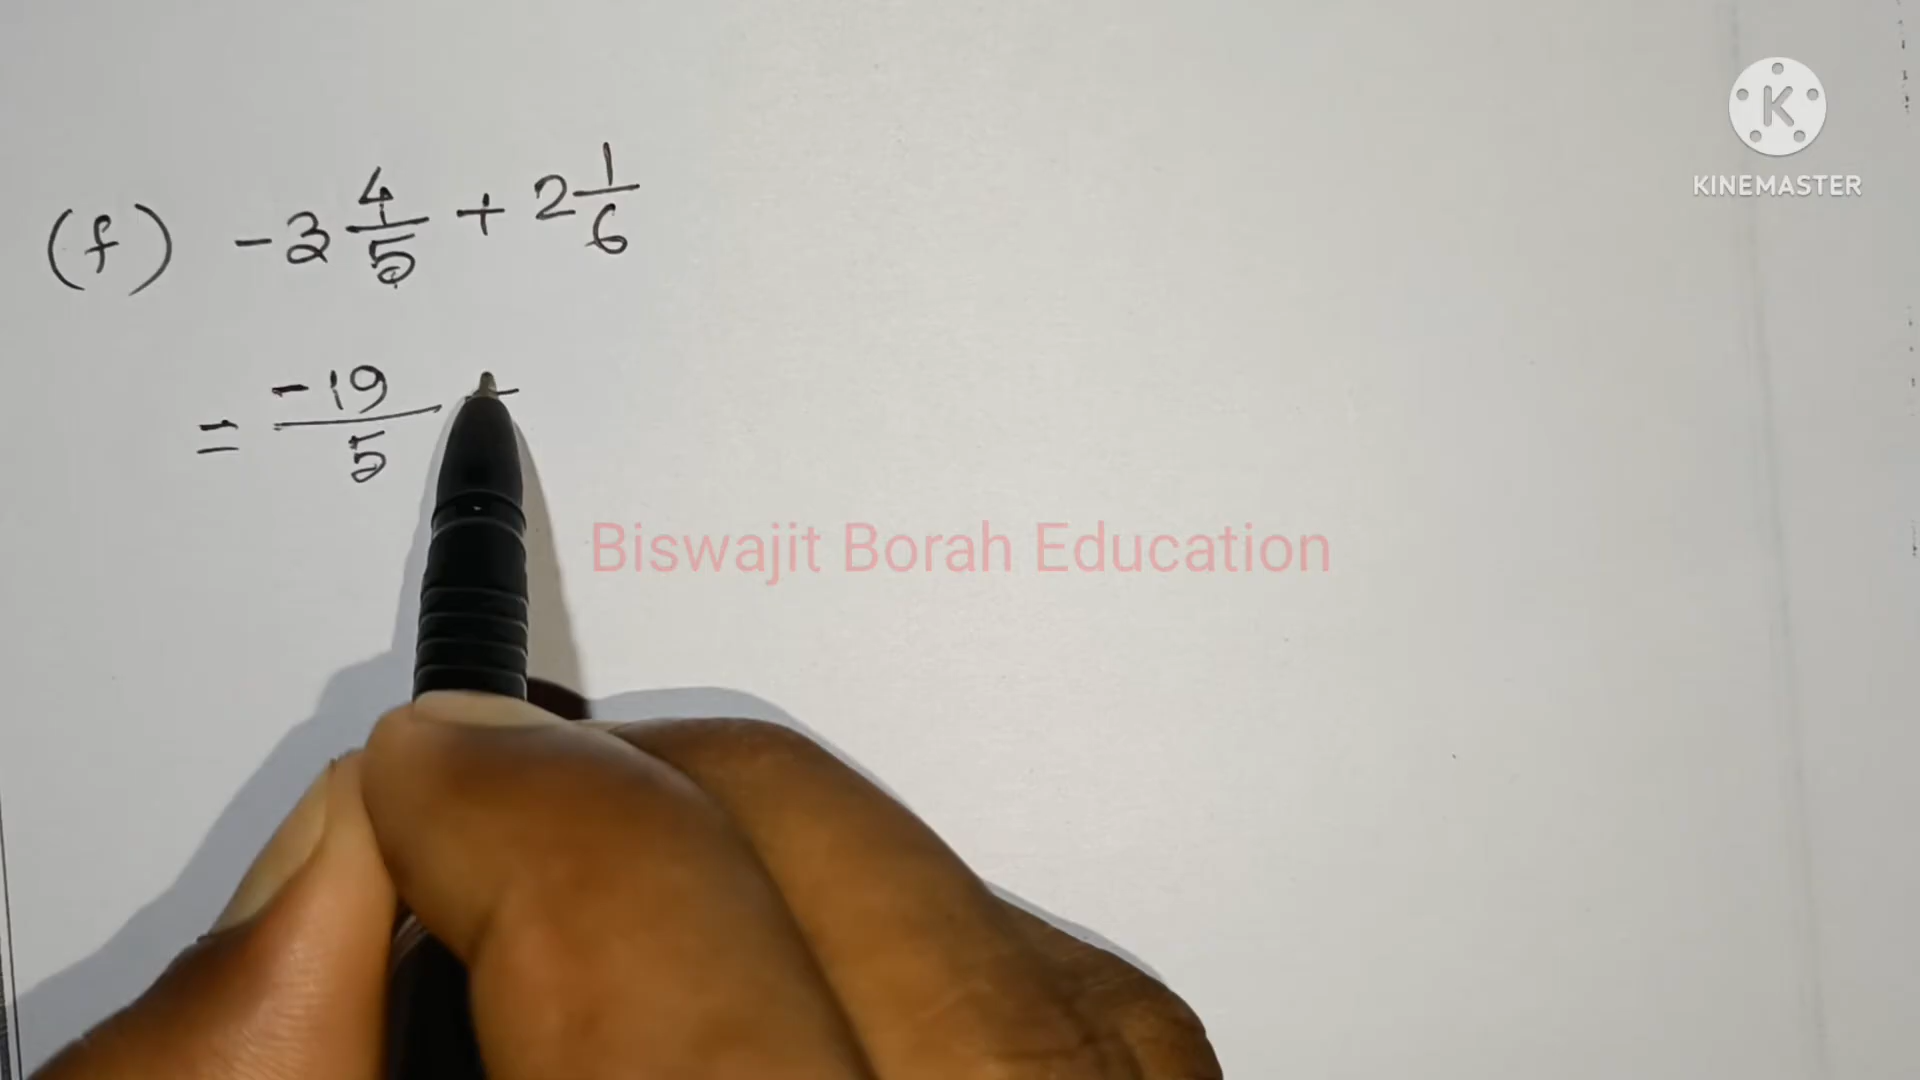 (f) -3 4/5 + 2 1/6
= -19/5 +
KINEMASTER
Biswajit Borah Education